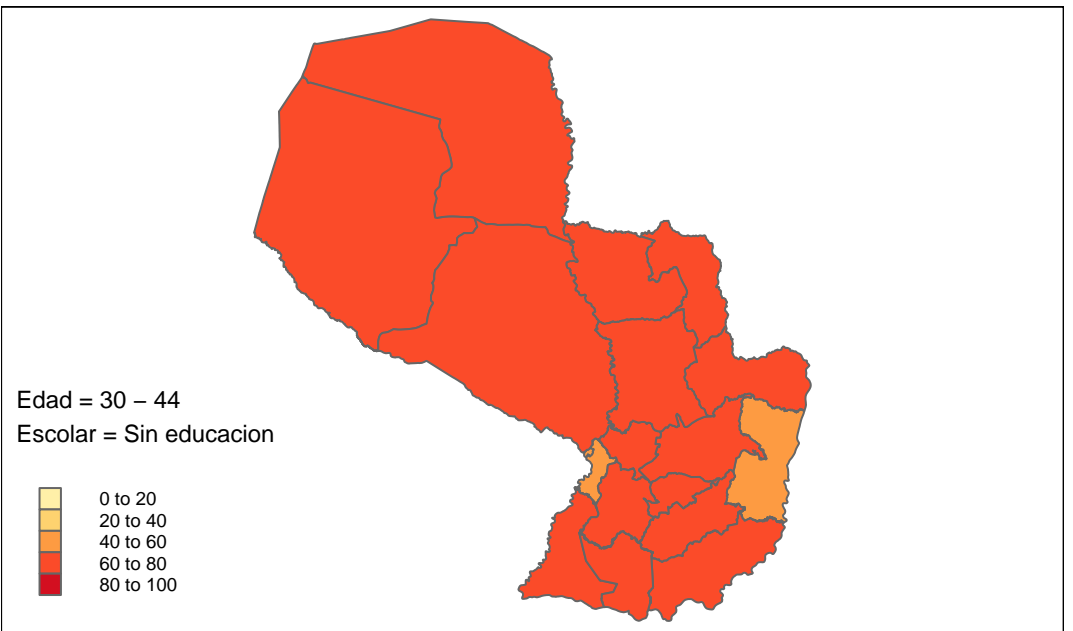 Edad = 30 − 44
Escolar = Sin educacion
0 to 20
20 to 40
40 to 60
60 to 80
80 to 100